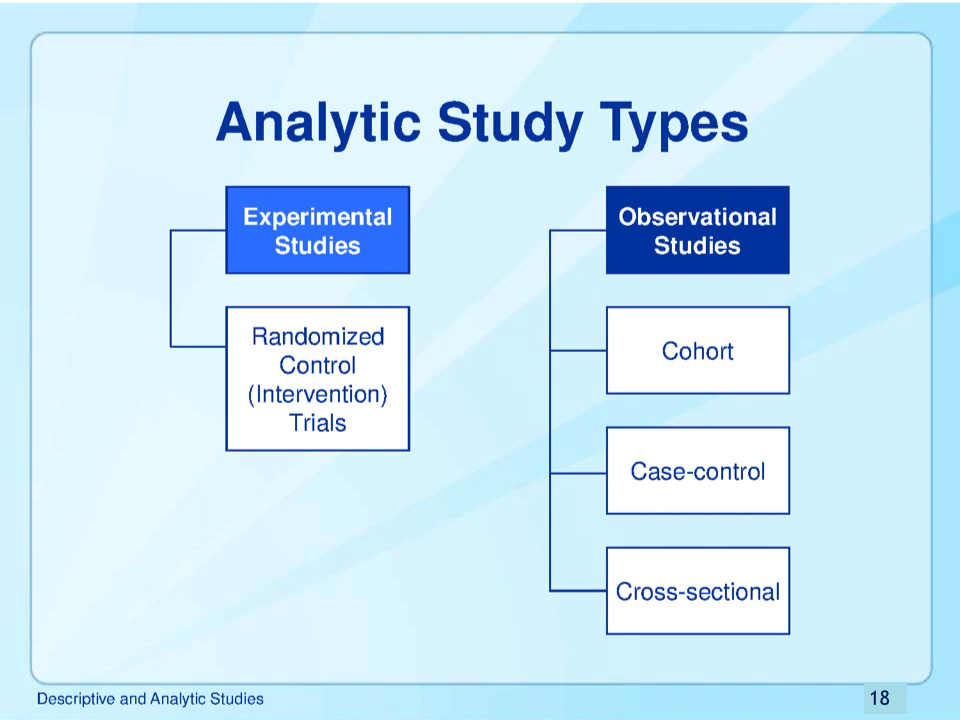 Analytic Study Types
Experimental
Studies
Randomized
Control
(Intervention)
Trials
Observational
Studies
Cohort
Case-control
Cross-sectional
Descriptive and Analytic Studies
18